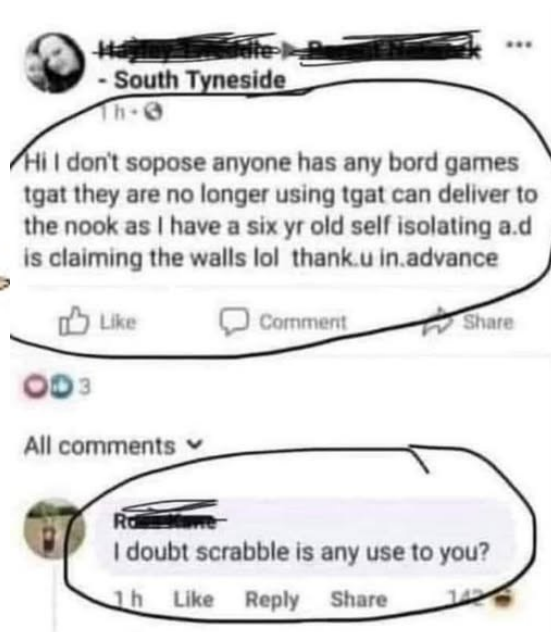 - South Tyneside
1h ·
Hi I don't sopose anyone has any bord games
tgat they are no longer using tgat can deliver to
the nook as I have a six yr old self isolating a.d
is claiming the walls lol thank.u in.advance
Like Comment Share
3
All comments
I doubt scrabble is any use to you?
1h Like Reply Share 142